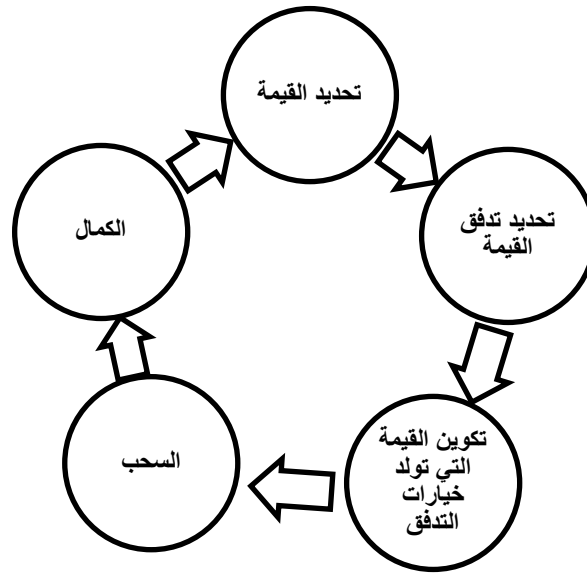 تحديد القيمة
تحديد تدفق
القيمة
تكوين القيمة
التي تولد
خيارات
التدفق
السحب
الكمال